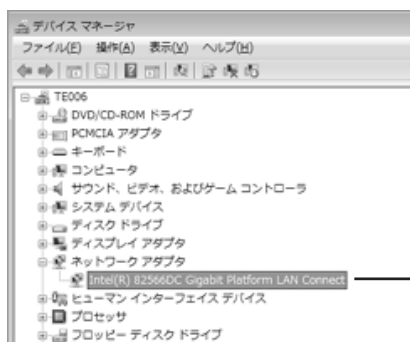 デバイス マネージャ
ファイル(F) 操作(A) 表示(V) ヘルプ(H)
TE006
DVD/CD-ROM ドライブ
PCMCIA アダプタ
キーボード
コンピュータ
サウンド、ビデオ、およびゲーム コントローラ
システム デバイス
ディスク ドライブ
ディスプレイ アダプタ
ネットワーク アダプタ
Intel(R) 82566DC Gigabit Platform LAN Connect
ヒューマン インターフェイス デバイス
プロセッサ
フロッピー ディスク ドライブ